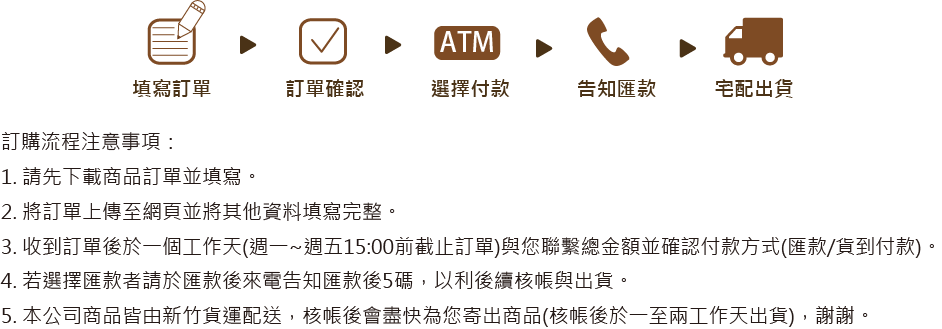 ATM
填寫訂單 訂單確認 選擇付款 告知匯款 宅配出貨
訂購流程注意事項：
1. 請先下載商品訂單並填寫。
2. 將訂單上傳至網頁並將其他資料填寫完整。
3. 收到訂單後於一個工作天(週一~週五15:00前截止訂單)與您聯繫總金額並確認付款方式(匯款/貨到付款)。
4. 若選擇匯款者請於匯款後來電告知匯款後5碼，以利後續核帳與出貨。
5. 本公司商品皆由新竹貨運配送，核帳後會盡快為您寄出商品(核帳後於一至兩工作天出貨)，謝謝。